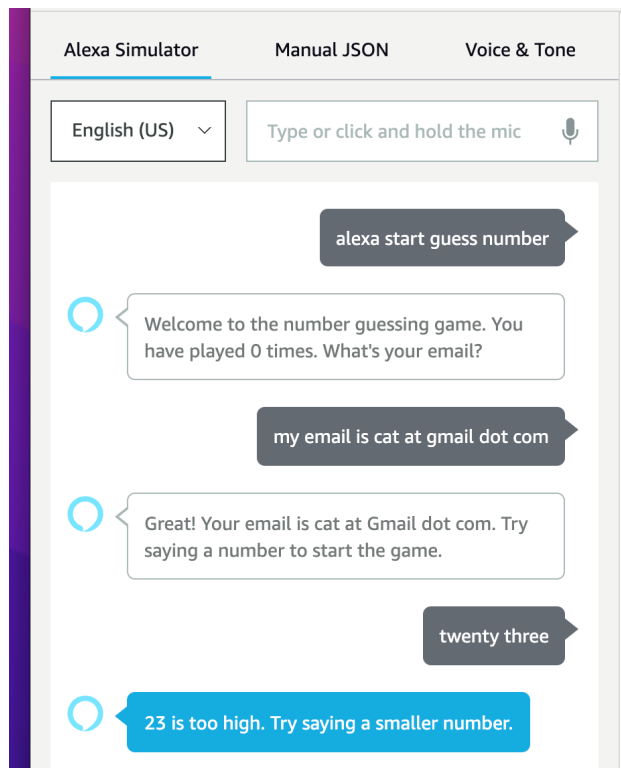 Alexa Simulator Manual JSON Voice & Tone
English (US) Type or click and hold the mic
alexa start guess number
Welcome to the number guessing game. You
have played 0 times. What's your email?
my email is cat at gmail dot com
Great! Your email is cat at Gmail dot com. Try
saying a number to start the game.
twenty three
23 is too high. Try saying a smaller number.